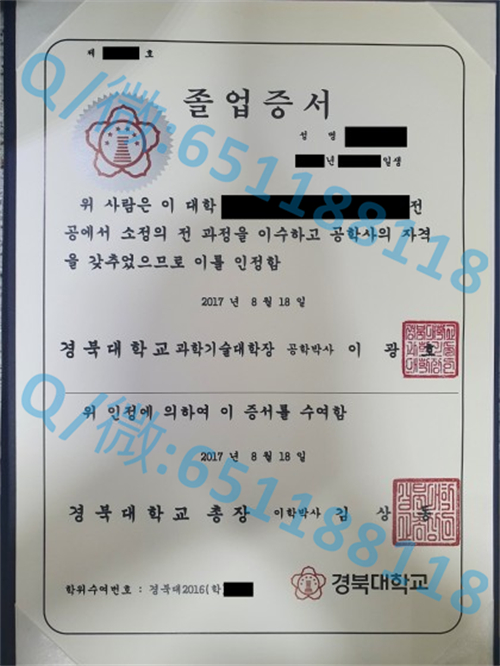 제 호
졸업증서
성 명
년 일생
위 사람은 이 대학 전
공에서 소정의 전 과정을 이수하고 공학사의 자격
을 갖추었으므로 이를 인정함
2017 년 8 월 18 일
경북대학교과학기술대학장 공학박사 이 광 호
위 인정에 의하여 이 증서를 수여함
2017 년 8 월 18 일
경북대학교총장 이학박사 김 상 동
학위수여번호 : 경북대2016(학
경북대학교
Q/微:651188118
Q/微:651188118